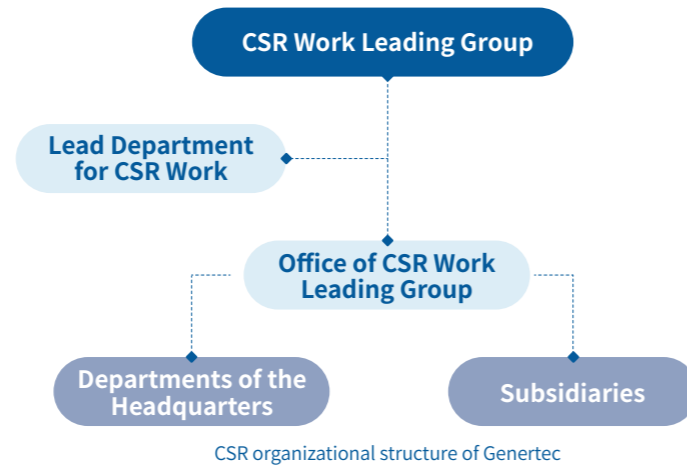 CSR Work Leading Group
Lead Department
for CSR Work
Office of CSR Work
Leading Group
Departments of the
Headquarters
Subsidiaries
CSR organizational structure of Genertec